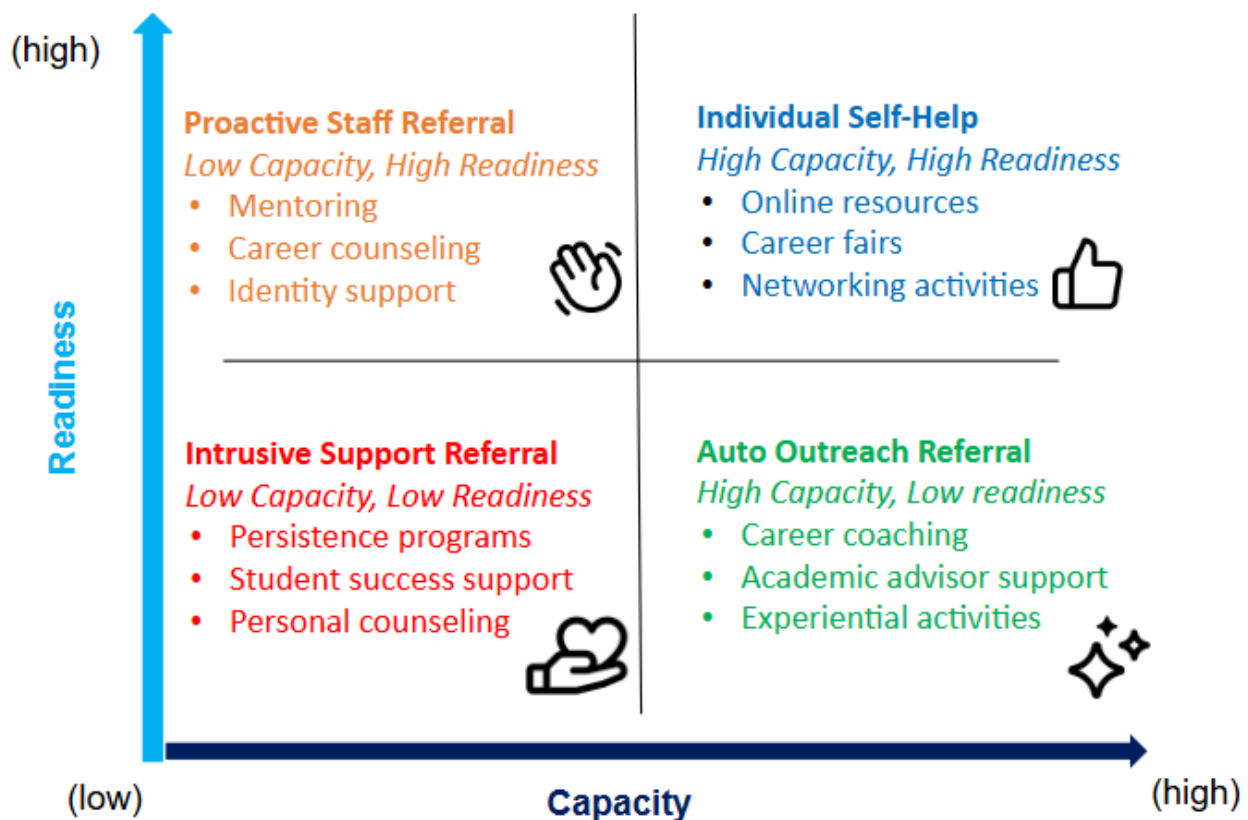 (high)
Readiness
Proactive Staff Referral
Low Capacity, High Readiness
• Mentoring
• Career counseling
• Identity support
Individual Self-Help
High Capacity, High Readiness
• Online resources
• Career fairs
• Networking activities
Intrusive Support Referral
Low Capacity, Low Readiness
• Persistence programs
• Student success support
• Personal counseling
Auto Outreach Referral
High Capacity, Low readiness
• Career coaching
• Academic advisor support
• Experiential activities
(low)
Capacity
(high)